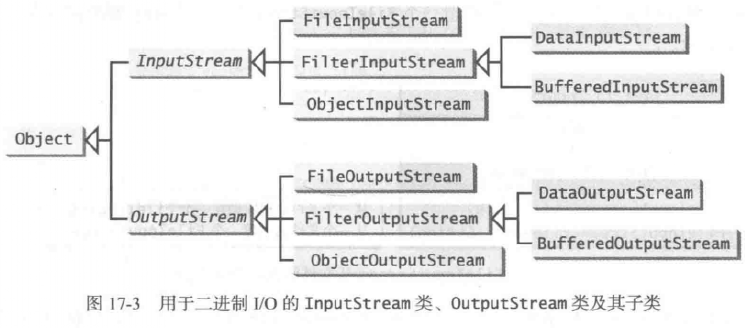 FileInputStream
InputStream
FilterInputStream
DataInputStream
BufferedInputStream
ObjectInputStream
Object
FileOutputStream
OutputStream
FilterOutputStream
DataOutputStream
BufferedOutputStream
ObjectOutputStream
图 17-3 用于二进制 I/O 的 InputStream 类、OutputStream 类及其子类